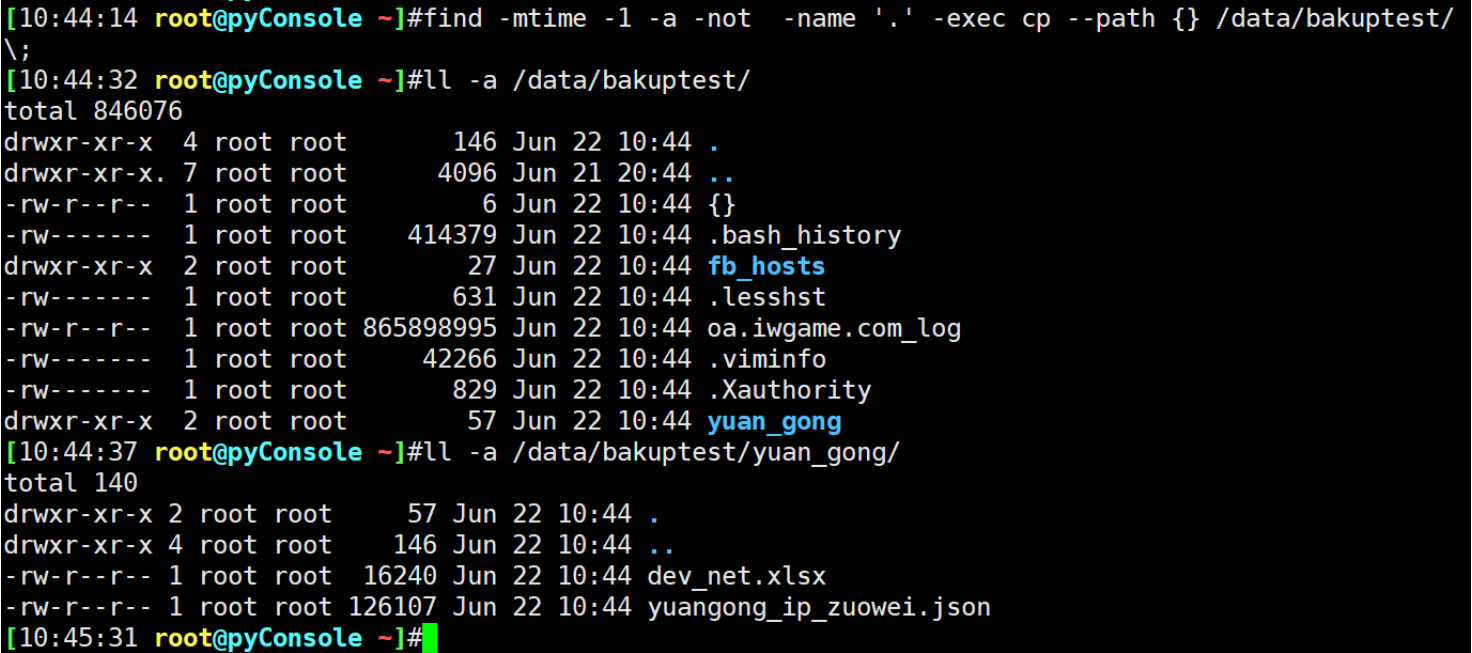 [10:44:14 root@pyConsole ~]#find -mtime -1 -a -not  -name '.' -exec cp --path {} /data/bakuptest/
\;
[10:44:32 root@pyConsole ~]#ll -a /data/bakuptest/
total 846076
drwxr-xr-x  4 root root       146 Jun 22 10:44 .
drwxr-xr-x. 7 root root      4096 Jun 21 20:44 ..
-rw-r--r--  1 root root         6 Jun 22 10:44 {}
-rw-------  1 root root    414379 Jun 22 10:44 .bash_history
drwxr-xr-x  2 root root        27 Jun 22 10:44 fb_hosts
-rw-------  1 root root       631 Jun 22 10:44 .lesshst
-rw-r--r--  1 root root 865898995 Jun 22 10:44 oa.iwgame.com_log
-rw-------  1 root root     42266 Jun 22 10:44 .viminfo
-rw-------  1 root root       829 Jun 22 10:44 .Xauthority
drwxr-xr-x  2 root root        57 Jun 22 10:44 yuan_gong
[10:44:37 root@pyConsole ~]#ll -a /data/bakuptest/yuan_gong/
total 140
drwxr-xr-x 2 root root     57 Jun 22 10:44 .
drwxr-xr-x 4 root root    146 Jun 22 10:44 ..
-rw-r--r-- 1 root root  16240 Jun 22 10:44 dev_net.xlsx
-rw-r--r-- 1 root root 126107 Jun 22 10:44 yuangong_ip_zuowei.json
[10:45:31 root@pyConsole ~]#